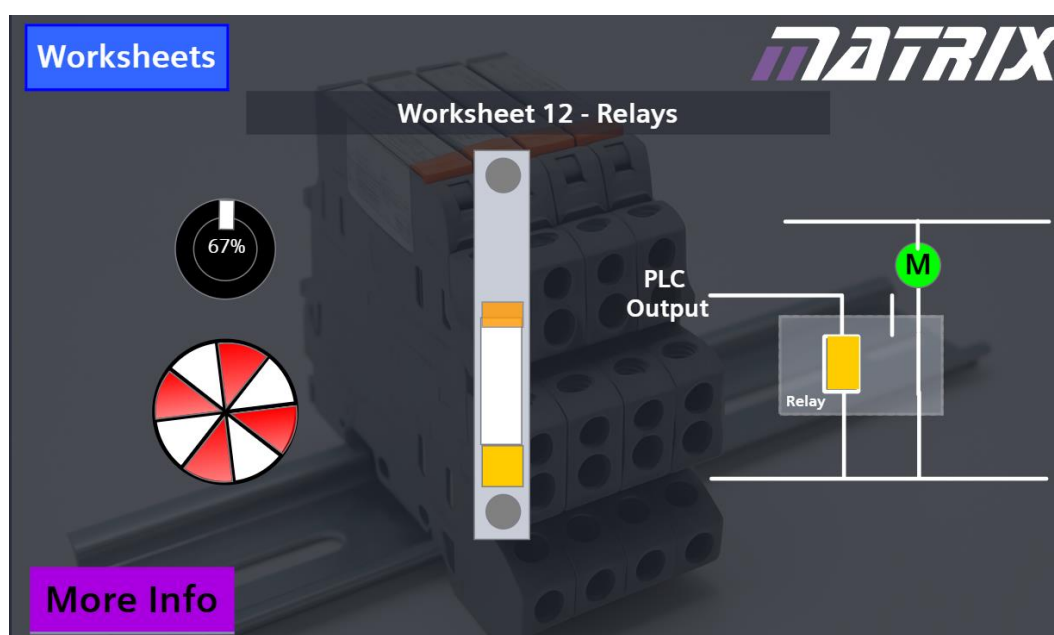 Worksheets
MATRIX
Worksheet 12 - Relays
67%
PLC
Output
M
Relay
More Info